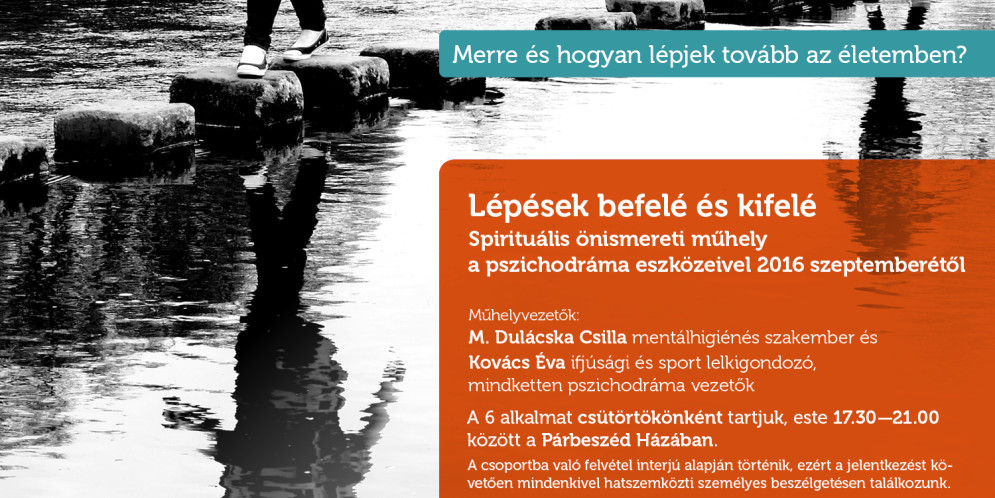 Merre és hogyan lépjek tovább az életemben?
Lépések befelé és kifelé
Spirituális önismereti műhely
a pszichodráma eszközeivel 2016 szeptemberétől
Műhelyvezetők:
M. Dulácska Csilla mentálhigiénés szakember és
Kovács Éva ifjúsági és sport lelkigondozó,
mindketten pszichodráma vezetők
A 6 alkalmat csütörtökönként tartjuk, este 17.30—21.00
között a Párbeszéd Házában.
A csoportba való felvétel interjú alapján történik, ezért a jelentkezést kö-
vetően mindenkivel hatszemközti személyes beszélgetésen találkozunk.